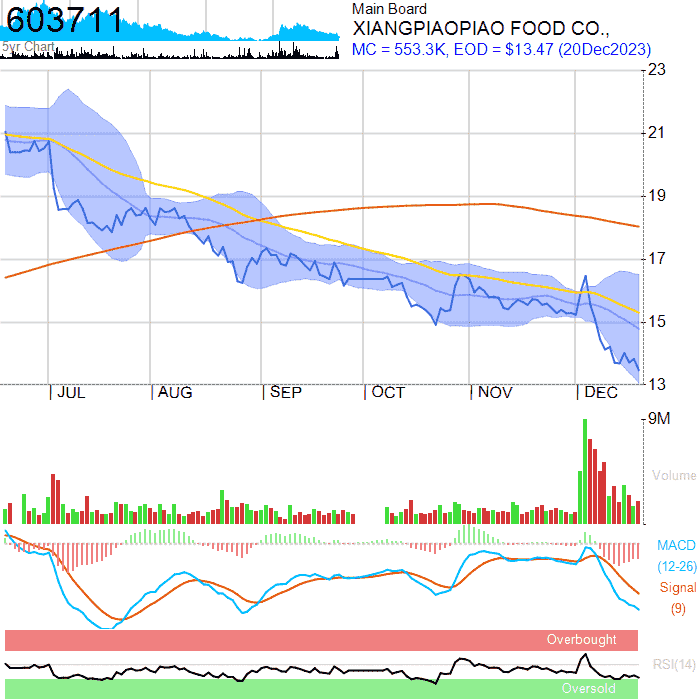 603711
5yr Chart
Main Board
XIANGPIAOPIAO FOOD CO.,
MC = 553.3K, EOD = $13.47 (20Dec2023)
23
21
19
17
15
13
JUL AUG SEP OCT NOV DEC
9M
Volume
MACD
(12-26)
Signal
(9)
Overbought
RSI(14)
Oversold